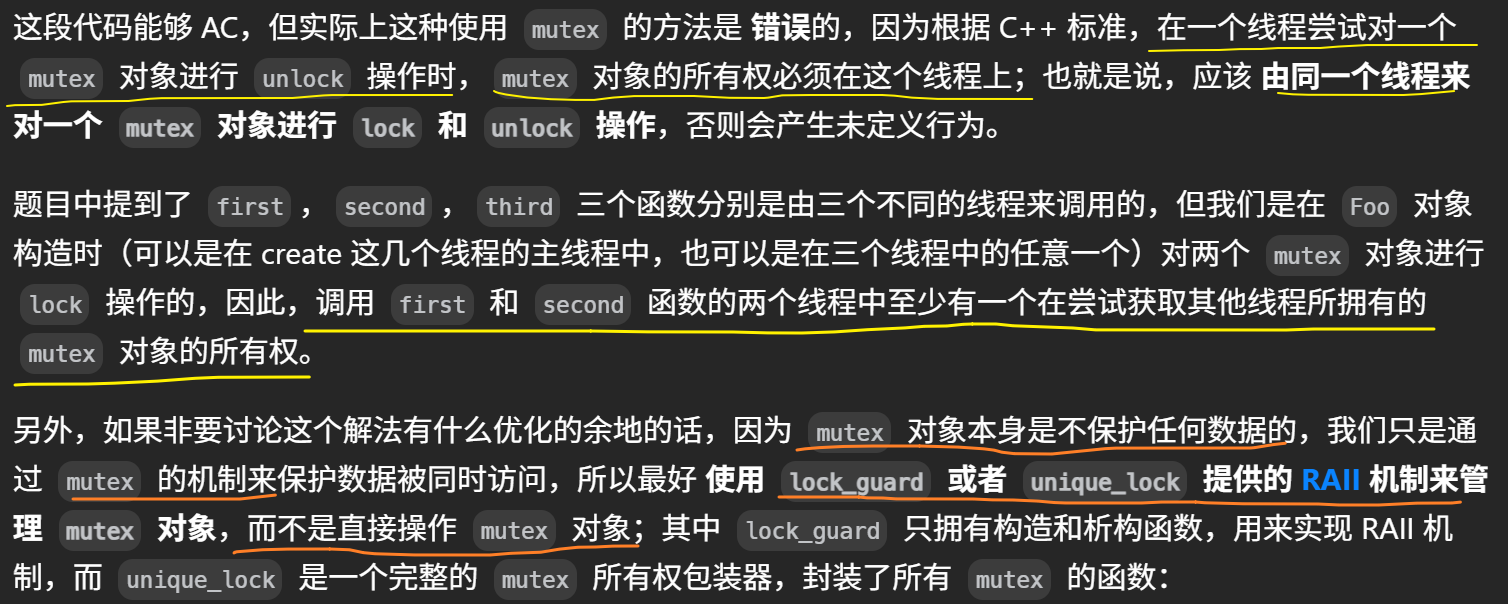 这段代码能够 AC，但实际上这种使用 mutex 的方法是 错误的，因为根据 C++ 标准，在一个线程尝试对一个
mutex 对象进行 unlock 操作时，mutex 对象的所有权必须在这个线程上；也就是说，应该 由同一个线程来
对一个 mutex 对象进行 lock 和 unlock 操作，否则会产生未定义行为。
题目中提到了 first ，second ，third 三个函数分别是由三个不同的线程来调用的，但我们是在 Foo 对象
构造时（可以是在 create 这几个线程的主线程中，也可以是在三个线程中的任意一个）对两个 mutex 对象进行
lock 操作的，因此，调用 first 和 second 函数的两个线程中至少有一个在尝试获取其他线程所拥有的
mutex 对象的所有权。
另外，如果非要讨论这个解法有什么优化的余地的话，因为 mutex 对象本身是不保护任何数据的，我们只是通
过 mutex 的机制来保护数据被同时访问，所以最好 使用 lock_guard 或者 unique_lock 提供的 RAII 机制来管
理 mutex 对象，而不是直接操作 mutex 对象；其中 lock_guard 只拥有构造和析构函数，用来实现 RAII 机
制，而 unique_lock 是一个完整的 mutex 所有权包装器，封装了所有 mutex 的函数：